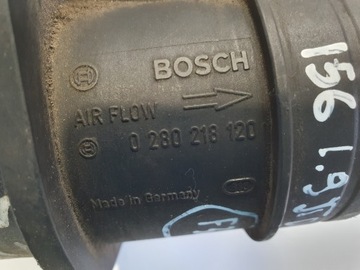 BOSCH
AIR FLOW
0 280 218 120
Made in Germany
156 1.9